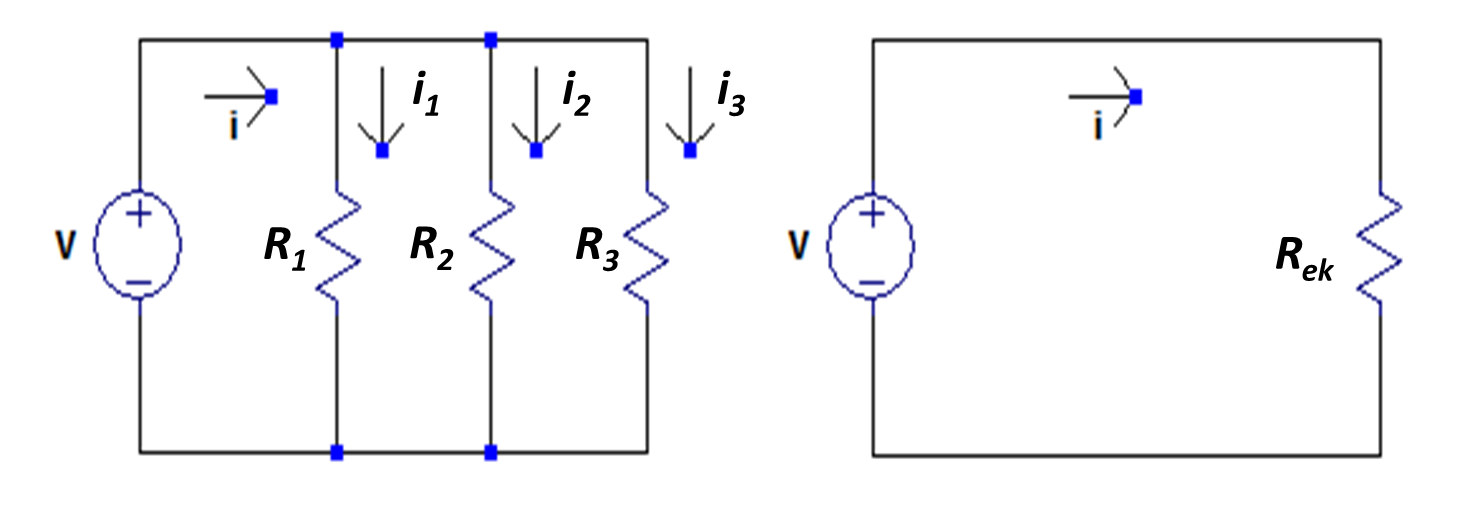 i
i1
i2
i3
V
+
−
R1
R2
R3
i
V
+
−
Rek